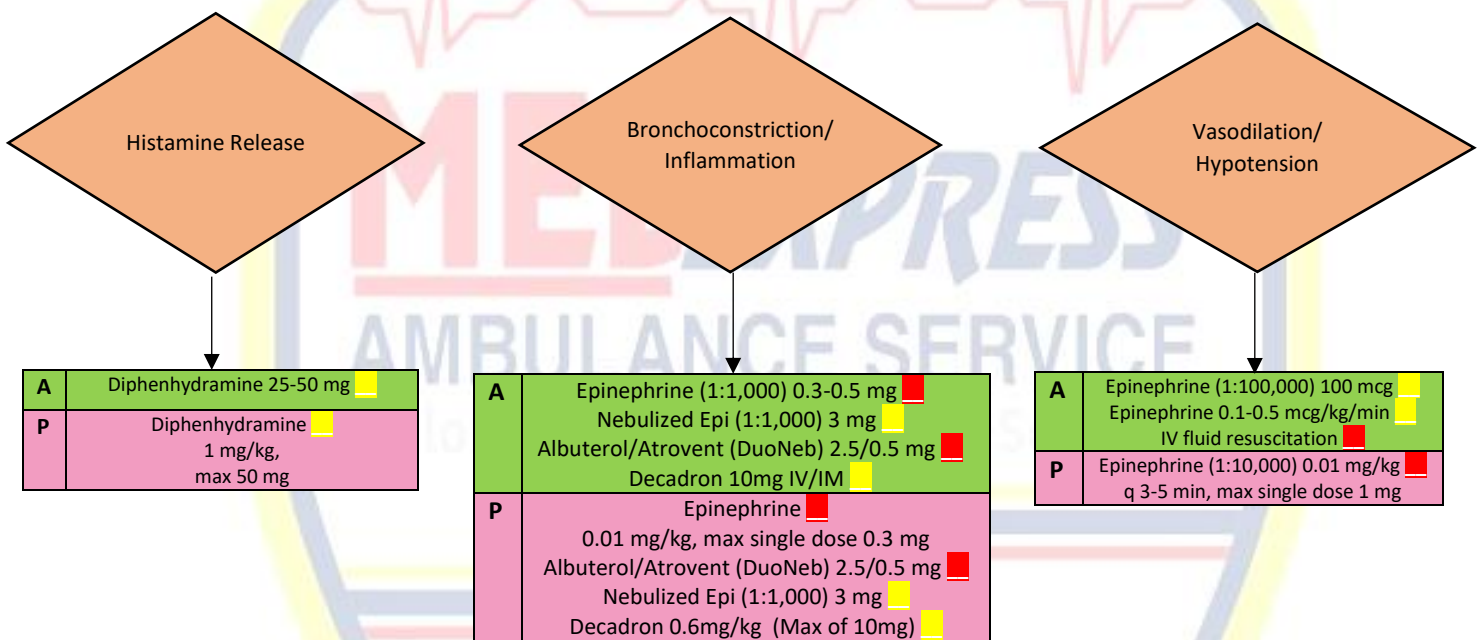 Histamine Release
Bronchoconstriction/
Inflammation
Vasodilation/
Hypotension
MEDEXPRESS
AMBULANCE SERVICE
A
Diphenhydramine 25-50 mg
P
Diphenhydramine
1 mg/kg,
max 50 mg
A
Epinephrine (1:1,000) 0.3-0.5 mg
Nebulized Epi (1:1,000) 3 mg
Albuterol/Atrovent (DuoNeb) 2.5/0.5 mg
Decadron 10mg IV/IM
P
Epinephrine
0.01 mg/kg, max single dose 0.3 mg
Albuterol/Atrovent (DuoNeb) 2.5/0.5 mg
Nebulized Epi (1:1,000) 3 mg
Decadron 0.6mg/kg (Max of 10mg)
A
Epinephrine (1:100,000) 100 mcg
Epinephrine 0.1-0.5 mcg/kg/min
IV fluid resuscitation
P
Epinephrine (1:10,000) 0.01 mg/kg
q 3-5 min, max single dose 1 mg